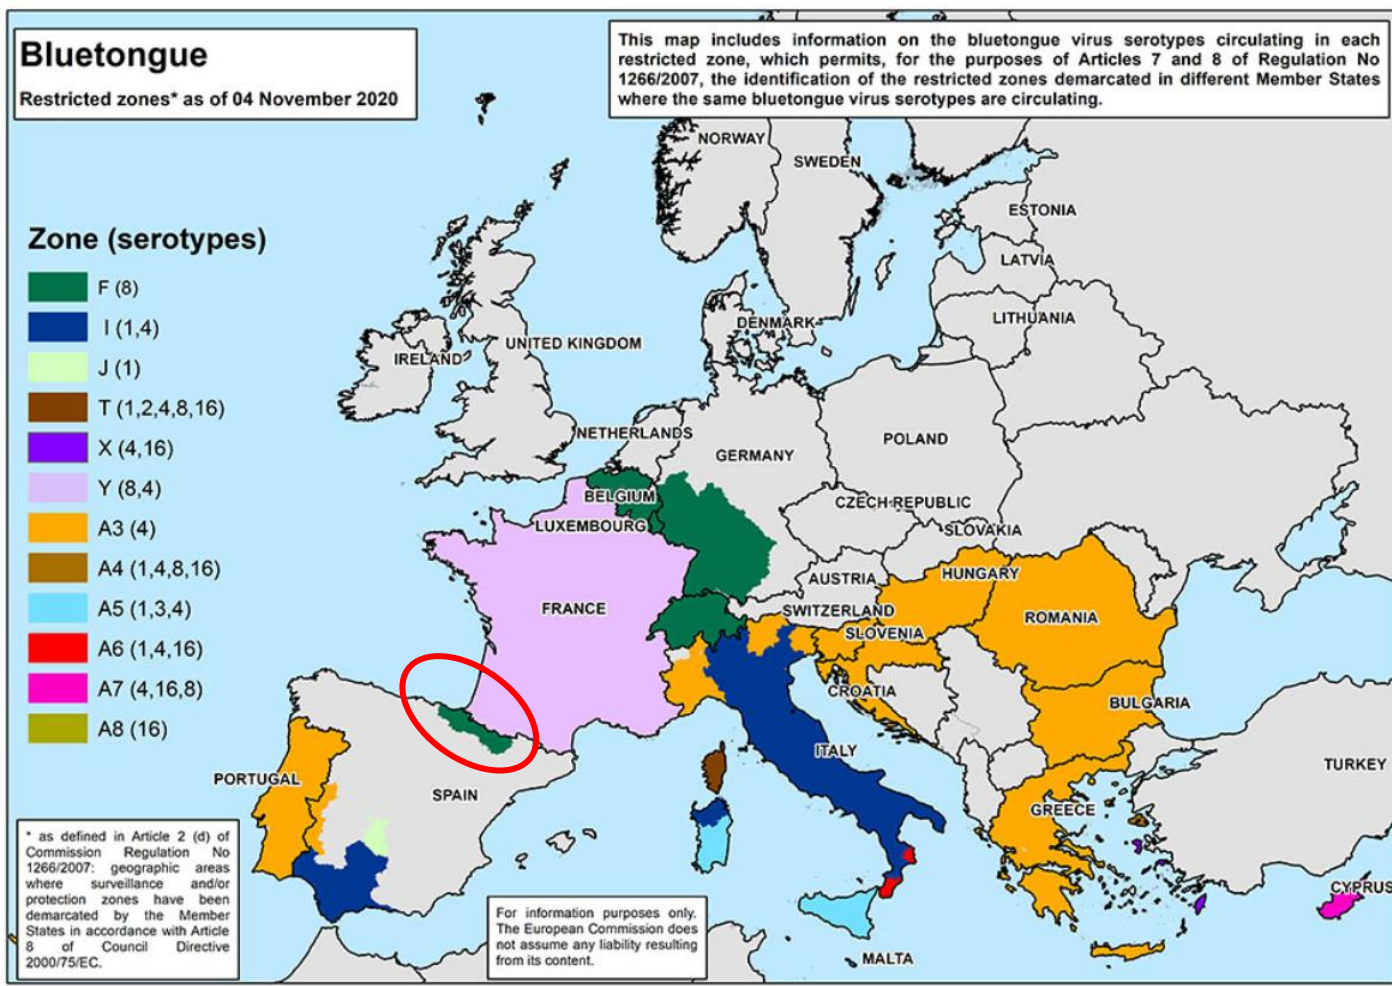 Bluetongue
Restricted zones* as of 04 November 2020
This map includes information on the bluetongue virus serotypes circulating in each
restricted zone, which permits, for the purposes of Articles 7 and 8 of Regulation No
1266/2007, the identification of the restricted zones demarcated in different Member States
where the same bluetongue virus serotypes are circulating.
NORWAY
SWEDEN
ESTONIA
LATVIA
LITHUANIA
DENMARK
UNITED KINGDOM
IRELAND
Zone (serotypes)
F (8)
I (1,4)
J (1)
T (1,2,4,8,16)
X (4,16)
Y (8,4)
A3 (4)
A4 (1,4,8,16)
A5 (1,3,4)
A6 (1,4,16)
A7 (4,16,8)
A8 (16)
NETHERLANDS
POLAND
GERMANY
BELGIUM
CZECH REPUBLIC
LUXEMBOURG
SLOVAKIA
AUSTRIA
HUNGARY
FRANCE
SWITZERLAND
ROMANIA
SLOVENIA
CROATIA
BULGARIA
ITALY
PORTUGAL
SPAIN
TURKEY
GREECE
CYPRUS
MALTA
* as defined in Article 2 (d) of
Commission Regulation No
1266/2007: geographic areas
where surveillance and/or
protection zones have been
demarcated by the Member
States in accordance with Article
8 of Council Directive
2000/75/EC.
For information purposes only.
The European Commission does
not assume any liability resulting
from its content.